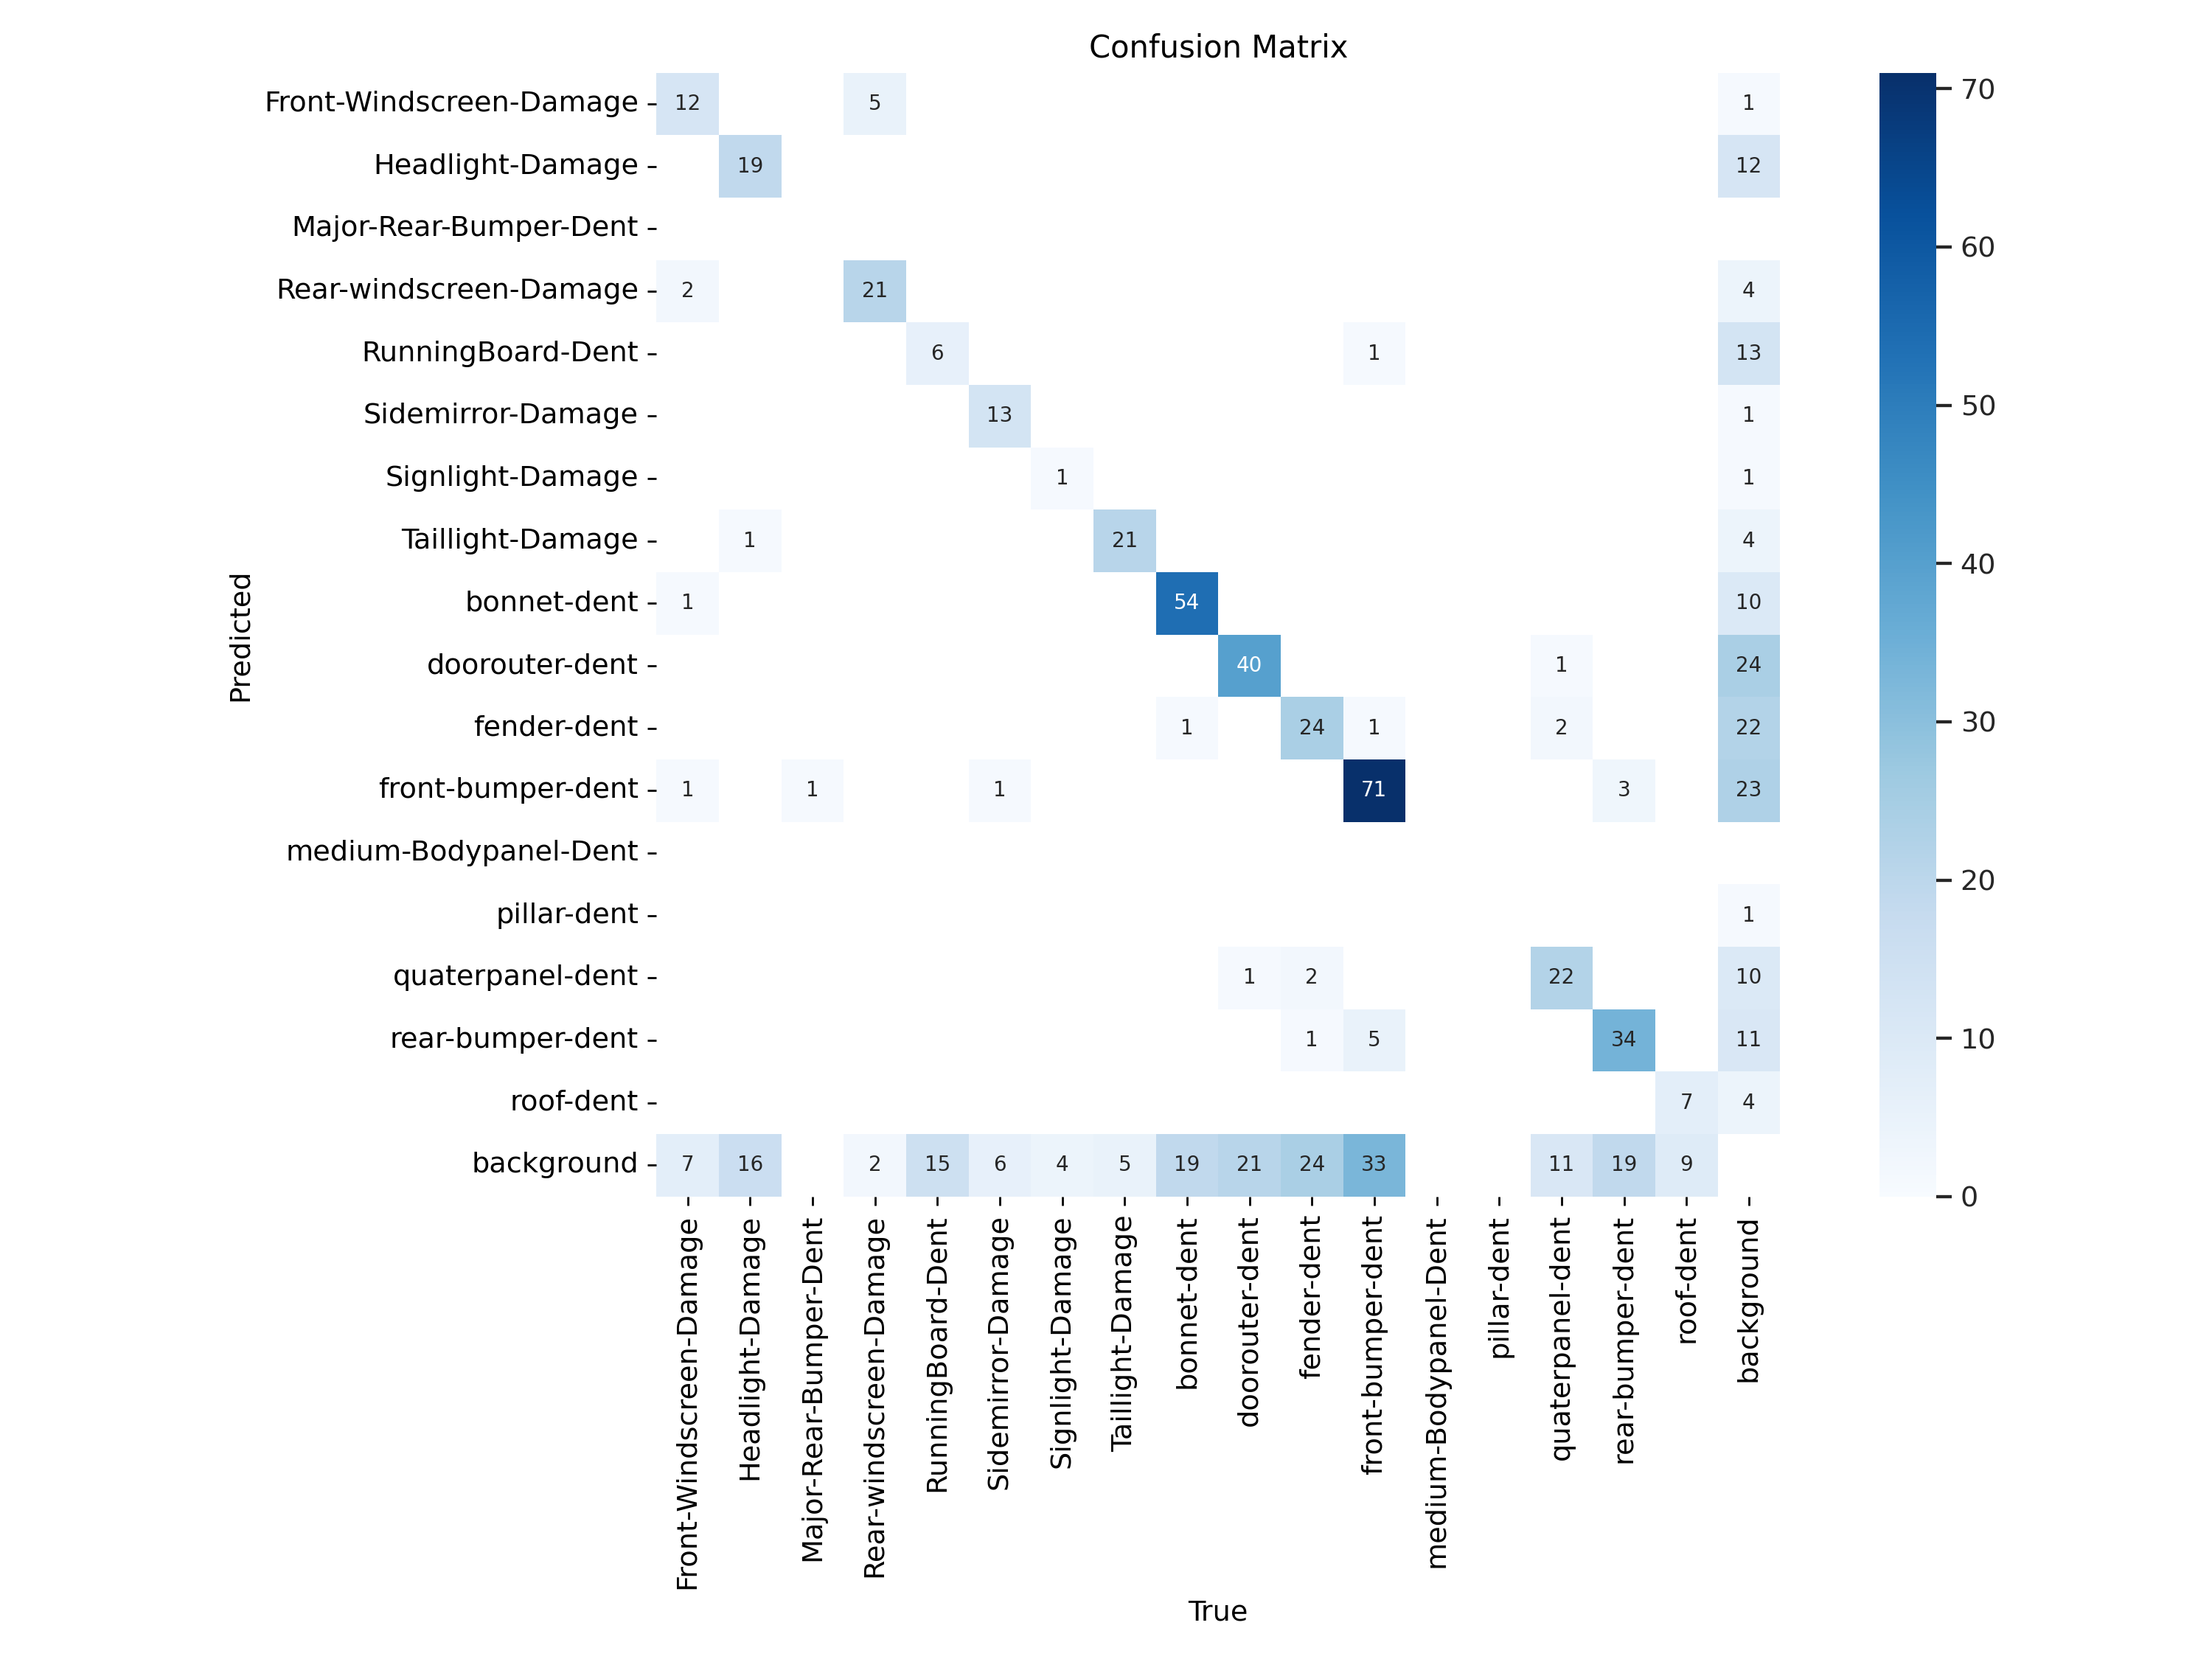 Confusion Matrix
Front-Windscreen-Damage 12 5 1
Headlight-Damage 19 12
Major-Rear-Bumper-Dent
Rear-windscreen-Damage 2 21 4
RunningBoard-Dent 6 1 13
Sidemirror-Damage 13 1
Signlight-Damage 1 1
Taillight-Damage 1 21 4
bonnet-dent 1 54 10
doorouter-dent 40 1 24
fender-dent 1 24 1 2 22
front-bumper-dent 1 1 1 71 3 23
medium-Bodypanel-Dent
pillar-dent 1
quaterpanel-dent 1 2 22 10
rear-bumper-dent 1 5 34 11
roof-dent 7 4
background 7 16 2 15 6 4 5 19 21 24 33 11 19 9
Predicted
Front-Windscreen-Damage
Headlight-Damage
Major-Rear-Bumper-Dent
Rear-windscreen-Damage
RunningBoard-Dent
Sidemirror-Damage
Signlight-Damage
Taillight-Damage
bonnet-dent
doorouter-dent
fender-dent
front-bumper-dent
medium-Bodypanel-Dent
pillar-dent
quaterpanel-dent
rear-bumper-dent
roof-dent
background
True
70
60
50
40
30
20
10
0